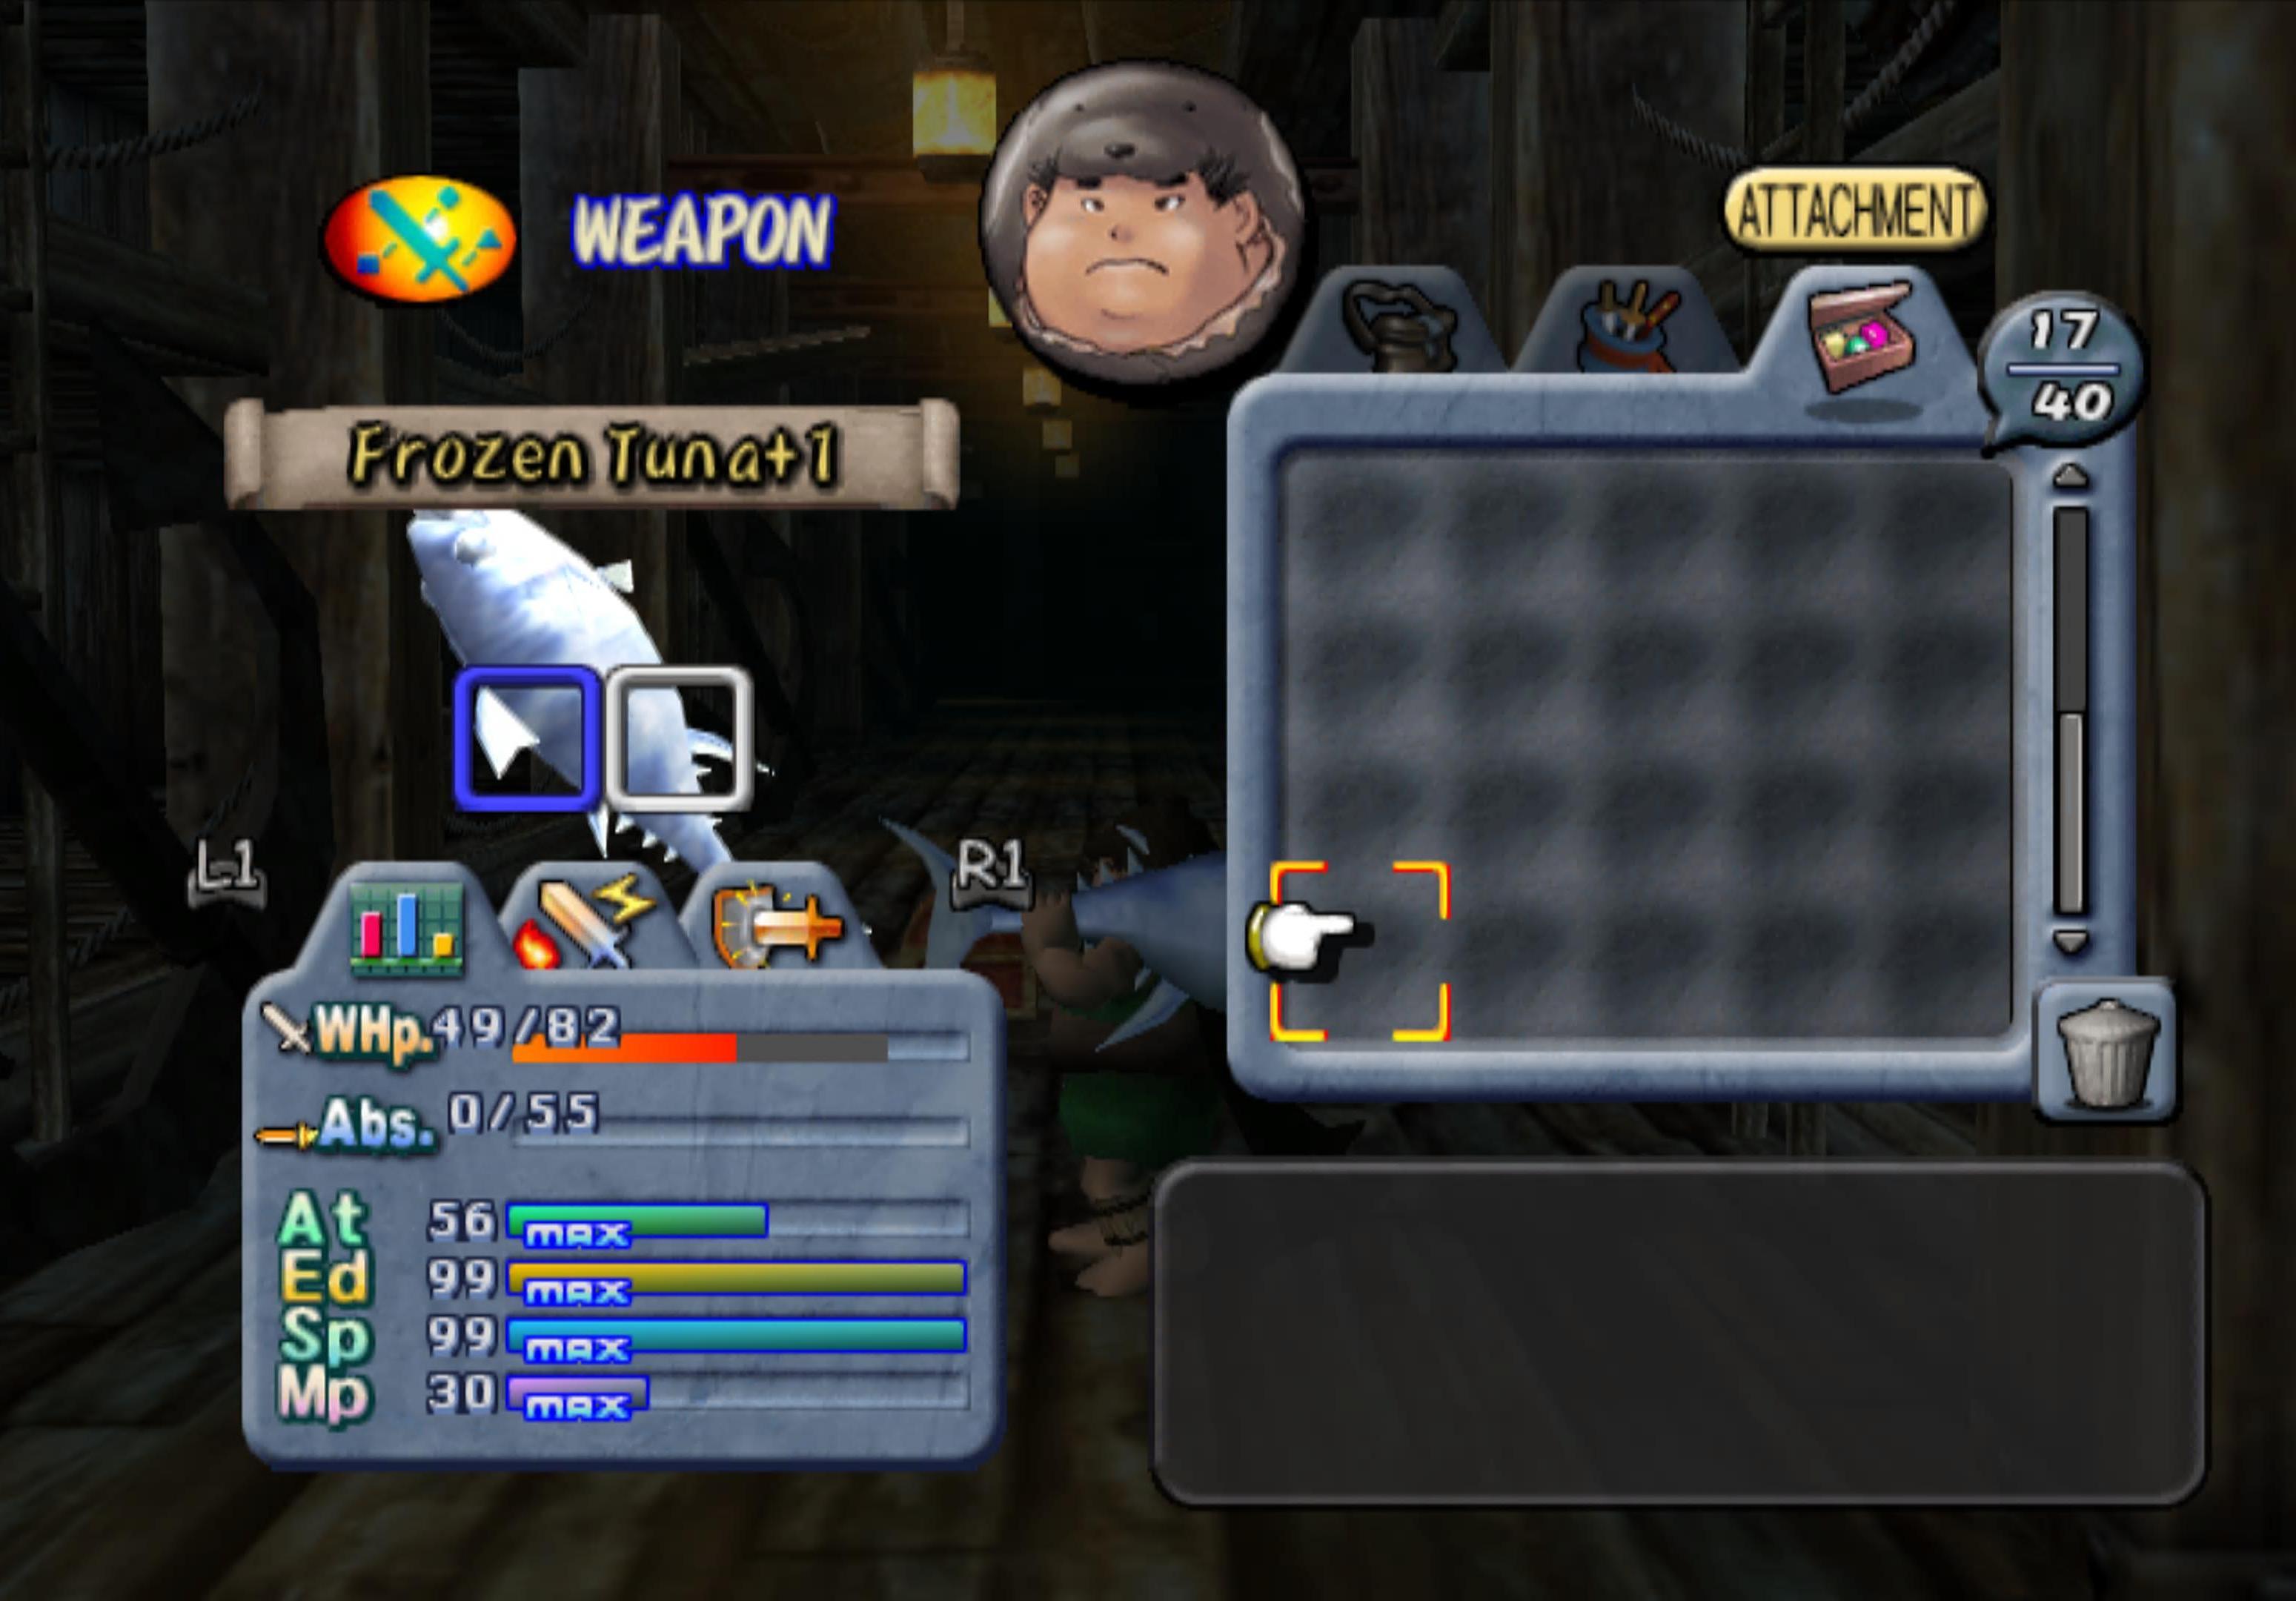 WEAPON
ATTACHMENT
17
40
Frozen Tuna+1
L1
R1
WHp. 49/82
Abs. 0/55
At 56 max
Ed 99 max
Sp 99 max
Mp 30 max